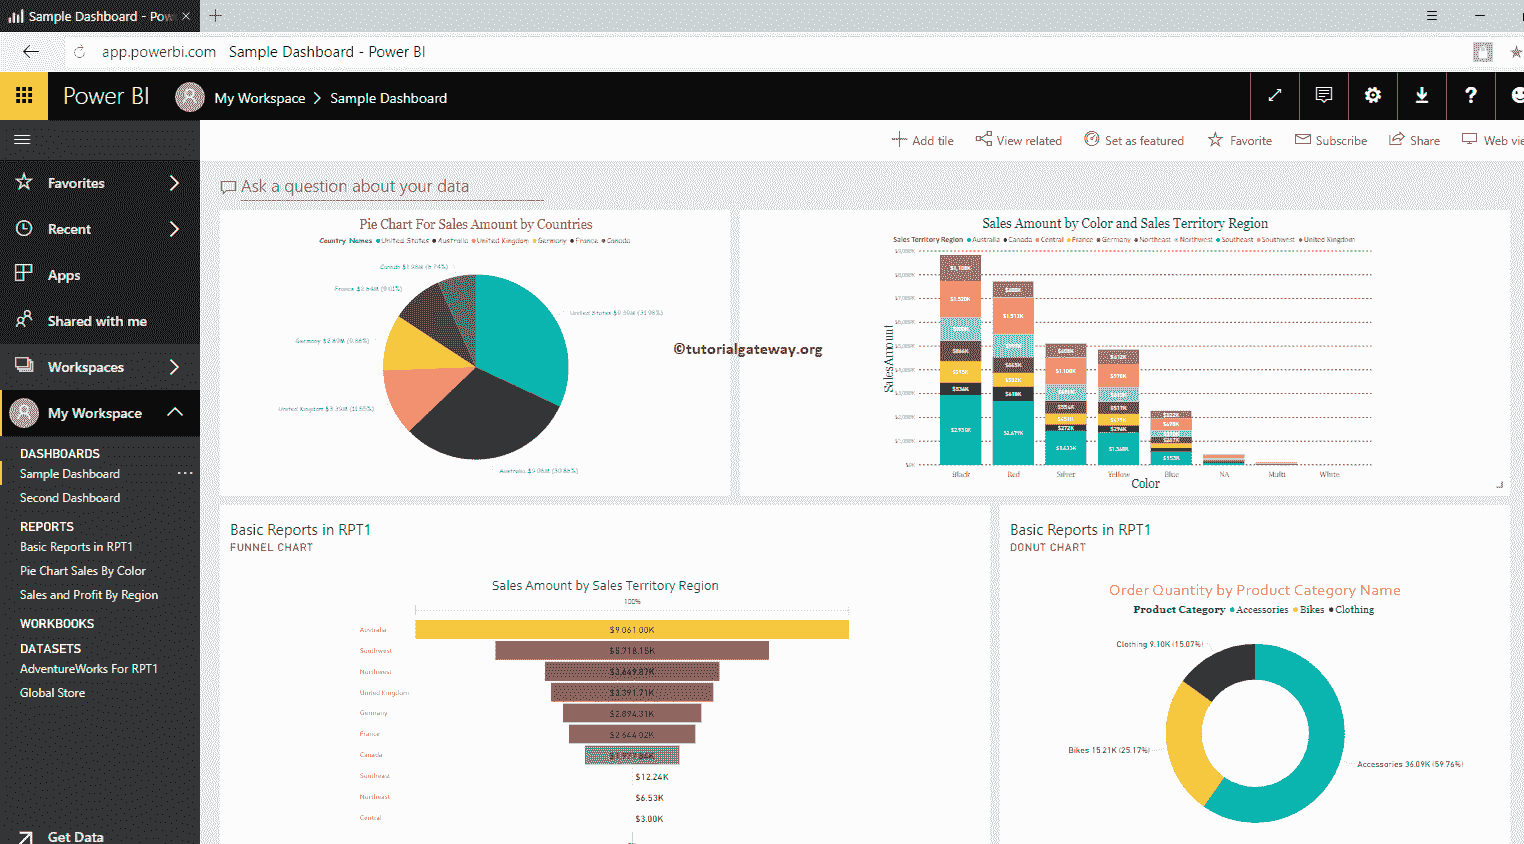 Sample Dashboard - Pow
app.powerbi.com Sample Dashboard - Power BI
Power BI My Workspace Sample Dashboard
Add tile View related Set as featured Favorite Subscribe Share Web vie
Favorites
Recent
Apps
Shared with me
Workspaces
My Workspace
DASHBOARDS
Sample Dashboard
Second Dashboard
REPORTS
Basic Reports in RPT1
Pie Chart Sales By Color
Sales and Profit By Region
WORKBOOKS
DATASETS
AdventureWorks For RPT1
Global Store
Get Data
Ask a question about your data
Pie Chart For Sales Amount by Countries
Country Names United States Australia United Kingdom Germany France Canada
Canada
France $2.64M (9.01%)
United States
Germany $2.89M (9.86%)
United Kingdom $3.39M (11.55%)
Australia $9.06M (30.86%)
©tutorialgateway.org
Sales Amount by Color and Sales Territory Region
Sales Territory Region Australia Canada Central France Germany Northeast Northwest Southeast Southwest United Kingdom
SalesAmount
Black Red Silver Yellow Blue NA Multi White
Color
Basic Reports in RPT1
FUNNEL CHART
Sales Amount by Sales Territory Region
100%
Australia $9,061.00K
Southwest $5,718.15K
Northwest $3,649.87K
United Kingdom $3,391.71K
Germany $2,894.31K
France $2,644.02K
Canada
Southeast $12.24K
Northeast $6.53K
Central $3.00K
Basic Reports in RPT1
DONUT CHART
Order Quantity by Product Category Name
Product Category Accessories Bikes Clothing
Clothing 9.10K (15.07%)
Bikes 15.21K (25.17%)
Accessories 36.09K (59.76%)